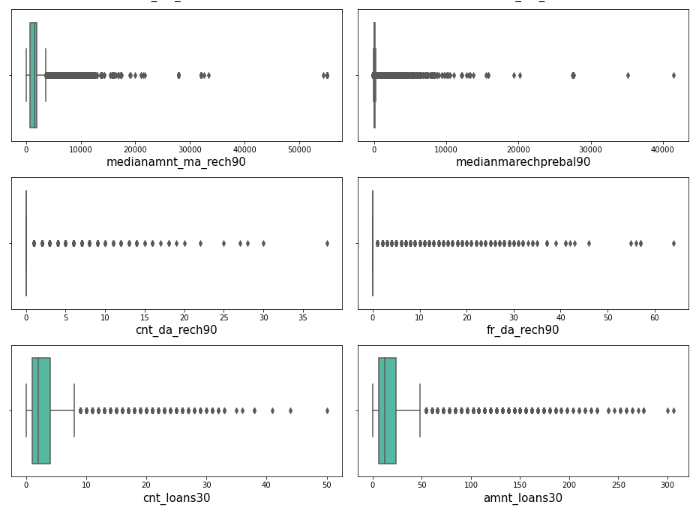 0 10000 20000 30000 40000 50000
medianamnt_ma_rech90
0 10000 20000 30000 40000
medianmarechprebal90
0 5 10 15 20 25 30 35
cnt_da_rech90
0 10 20 30 40 50 60
fr_da_rech90
0 10 20 30 40 50
cnt_loans30
0 50 100 150 200 250 300
amnt_loans30